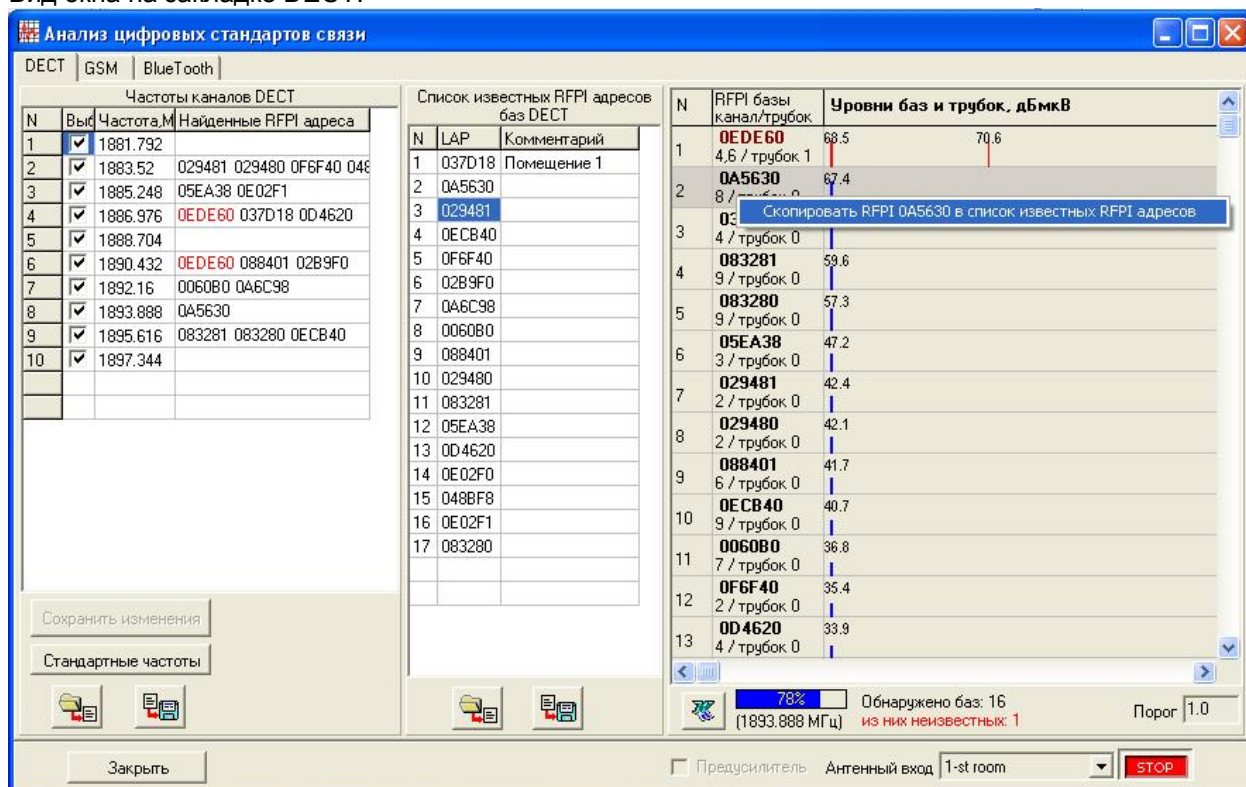 Вид окна на закладке DECT:
Анализ цифровых стандартов связи
DECT GSM BlueTooth
Частоты каналов DECT
N Выб Частота,М Найденные RFPI адреса
1 1881.792
2 1883.52 029481 029480 0F6F40 048
3 1885.248 05EA38 0E02F1
4 1886.976 0EDE60 037D18 0D4620
5 1888.704
6 1890.432 0EDE60 088401 02B9F0
7 1892.16 0060B0 0A6C98
8 1893.888 0A5630
9 1895.616 083281 083280 0ECB40
10 1897.344
Сохранить изменения
Стандартные частоты
Список известных RFPI адресов
баз DECT
N LAP Комментарий
1 037D18 Помещение 1
2 0A5630
3 029481
4 0ECB40
5 0F6F40
6 02B9F0
7 0A6C98
8 0060B0
9 088401
10 029480
11 083281
12 05EA38
13 0D4620
14 0E02F0
15 048BF8
16 0E02F1
17 083280
N RFPI базы канал/трубок Уровни баз и трубок, дБмкВ
1 0EDE60 68.5 70.6
4,6 / трубок 1
2 0A5630 67.4
8 / трубок 0
Скопировать RFPI 0A5630 в список известных RFPI адресов
3 03
4 / трубок 0
4 083281 59.6
9 / трубок 0
5 083280 57.3
9 / трубок 0
6 05EA38 47.2
3 / трубок 0
7 029481 42.4
2 / трубок 0
8 029480 42.1
2 / трубок 0
9 088401 41.7
6 / трубок 0
10 0ECB40 40.7
9 / трубок 0
11 0060B0 36.8
7 / трубок 0
12 0F6F40 35.4
2 / трубок 0
13 0D4620 33.9
4 / трубок 0
78%
(1893.888 МГц)
Обнаружено баз: 16
из них неизвестных: 1
Порог 1.0
Закрыть
Предусилитель Антенный вход 1-st room STOP